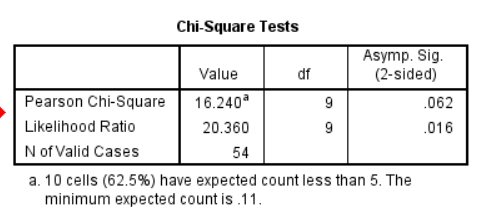 Chi-Square Tests
Value df Asymp. Sig. (2-sided)
Pearson Chi-Square 16.240a 9 .062
Likelihood Ratio 20.360 9 .016
N of Valid Cases 54
a. 10 cells (62.5%) have expected count less than 5. The
minimum expected count is .11.